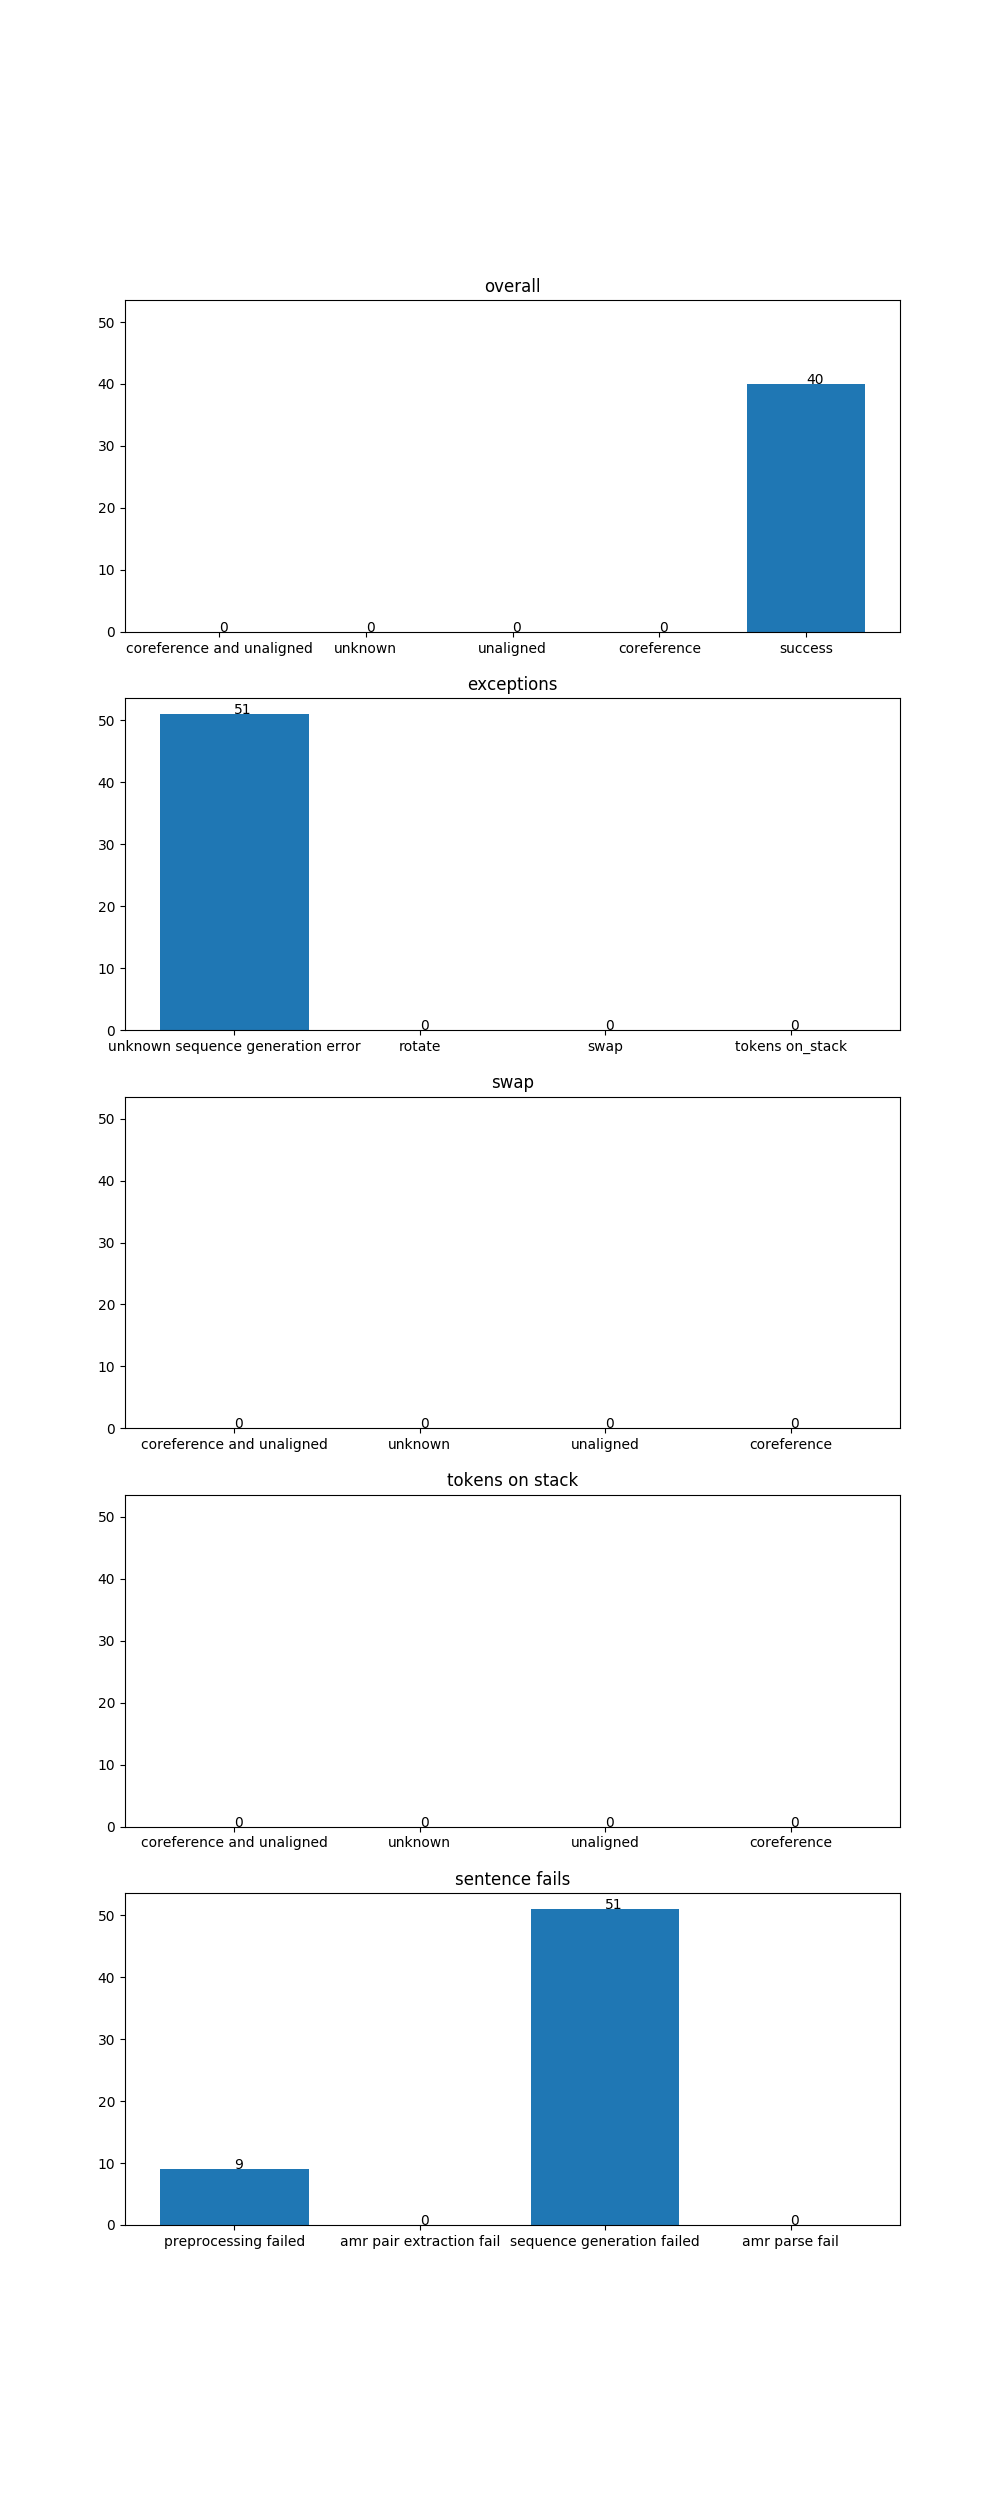 overall
50
40
30
20
10
0
40
0 0 0 0
coreference and unaligned unknown unaligned coreference success
exceptions
50
40
30
20
10
0
51
0 0 0
unknown sequence generation error rotate swap tokens on_stack
swap
50
40
30
20
10
0
0 0 0 0
coreference and unaligned unknown unaligned coreference
tokens on stack
50
40
30
20
10
0
0 0 0 0
coreference and unaligned unknown unaligned coreference
sentence fails
50
40
30
20
10
0
51
9
0 0
preprocessing failed amr pair extraction fail sequence generation failed amr parse fail